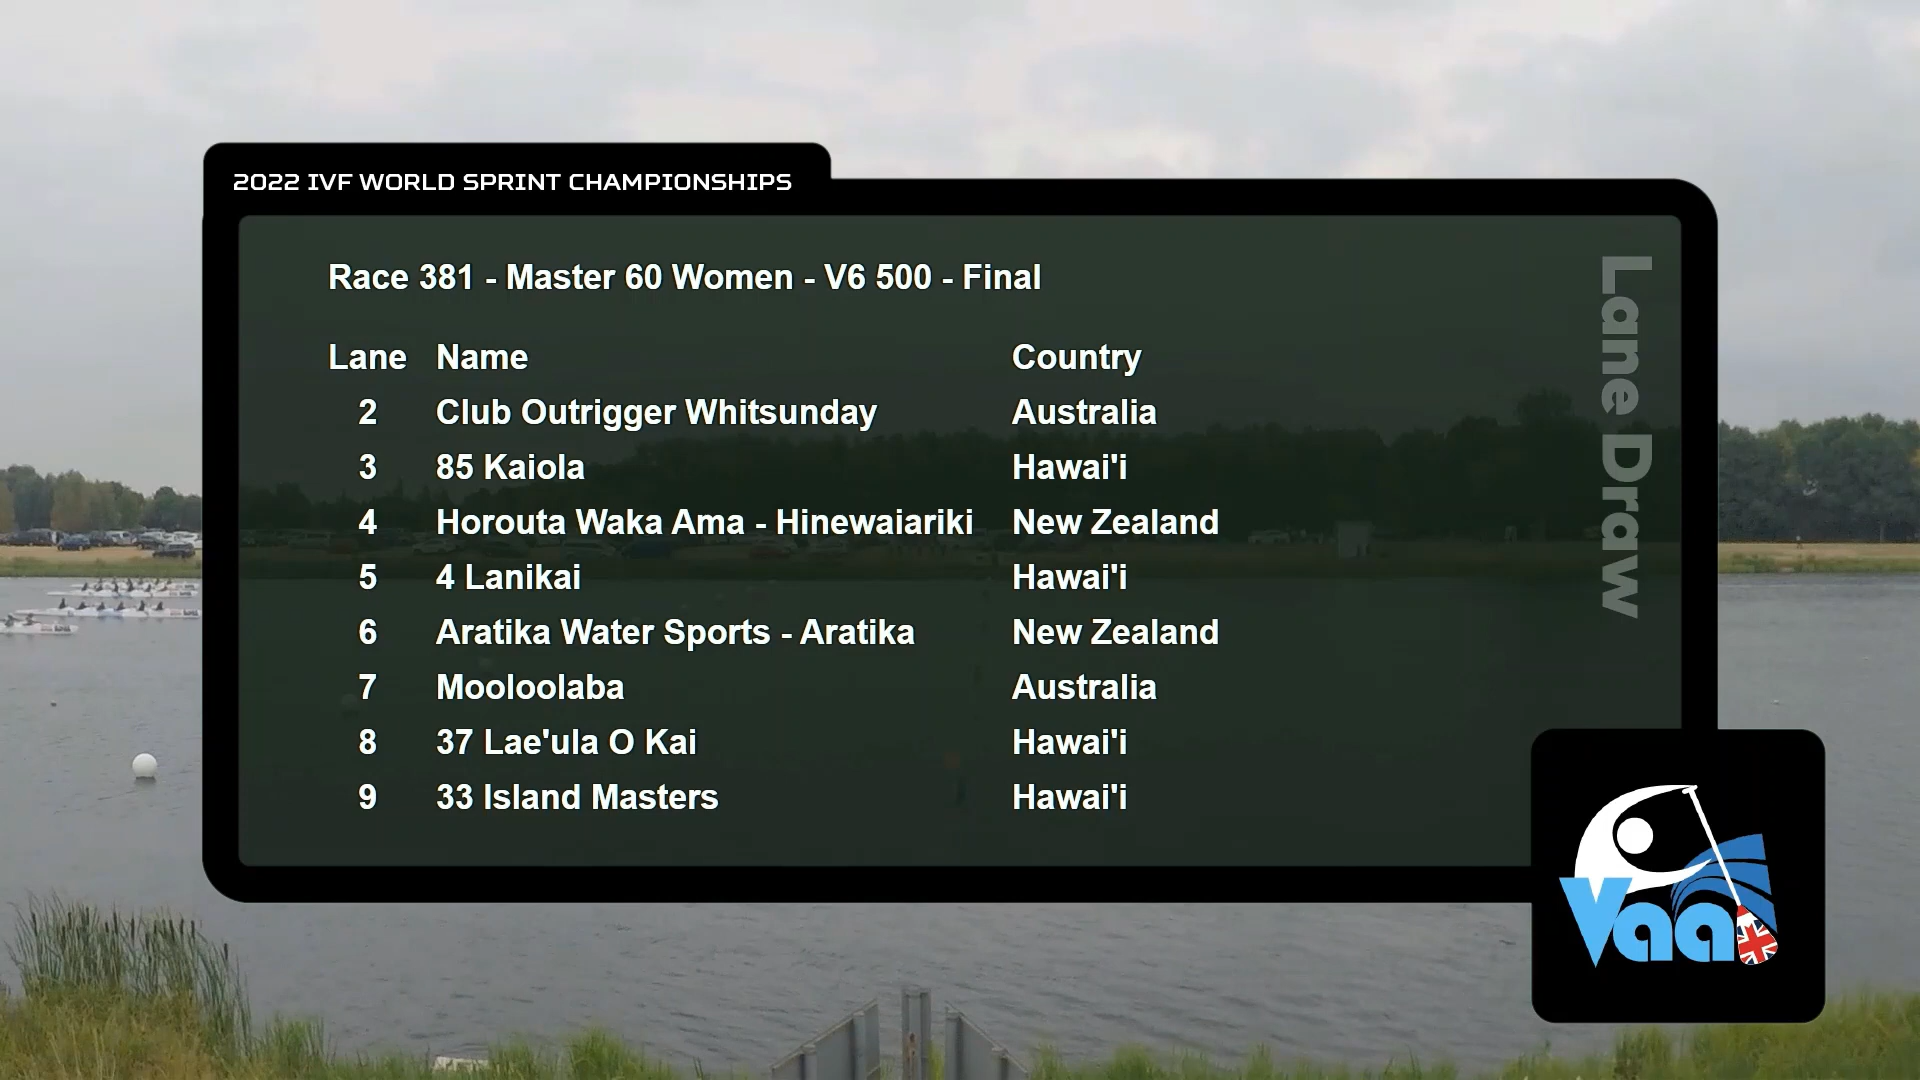 2022 IVF WORLD SPRINT CHAMPIONSHIPS
Race 381 - Master 60 Women - V6 500 - Final
Lane Name Country
2 Club Outrigger Whitsunday Australia
3 85 Kaiola Hawai'i
4 Horouta Waka Ama - Hinewaiariki New Zealand
5 4 Lanikai Hawai'i
6 Aratika Water Sports - Aratika New Zealand
7 Mooloolaba Australia
8 37 Lae'ula O Kai Hawai'i
9 33 Island Masters Hawai'i
Lane Draw
Vaa